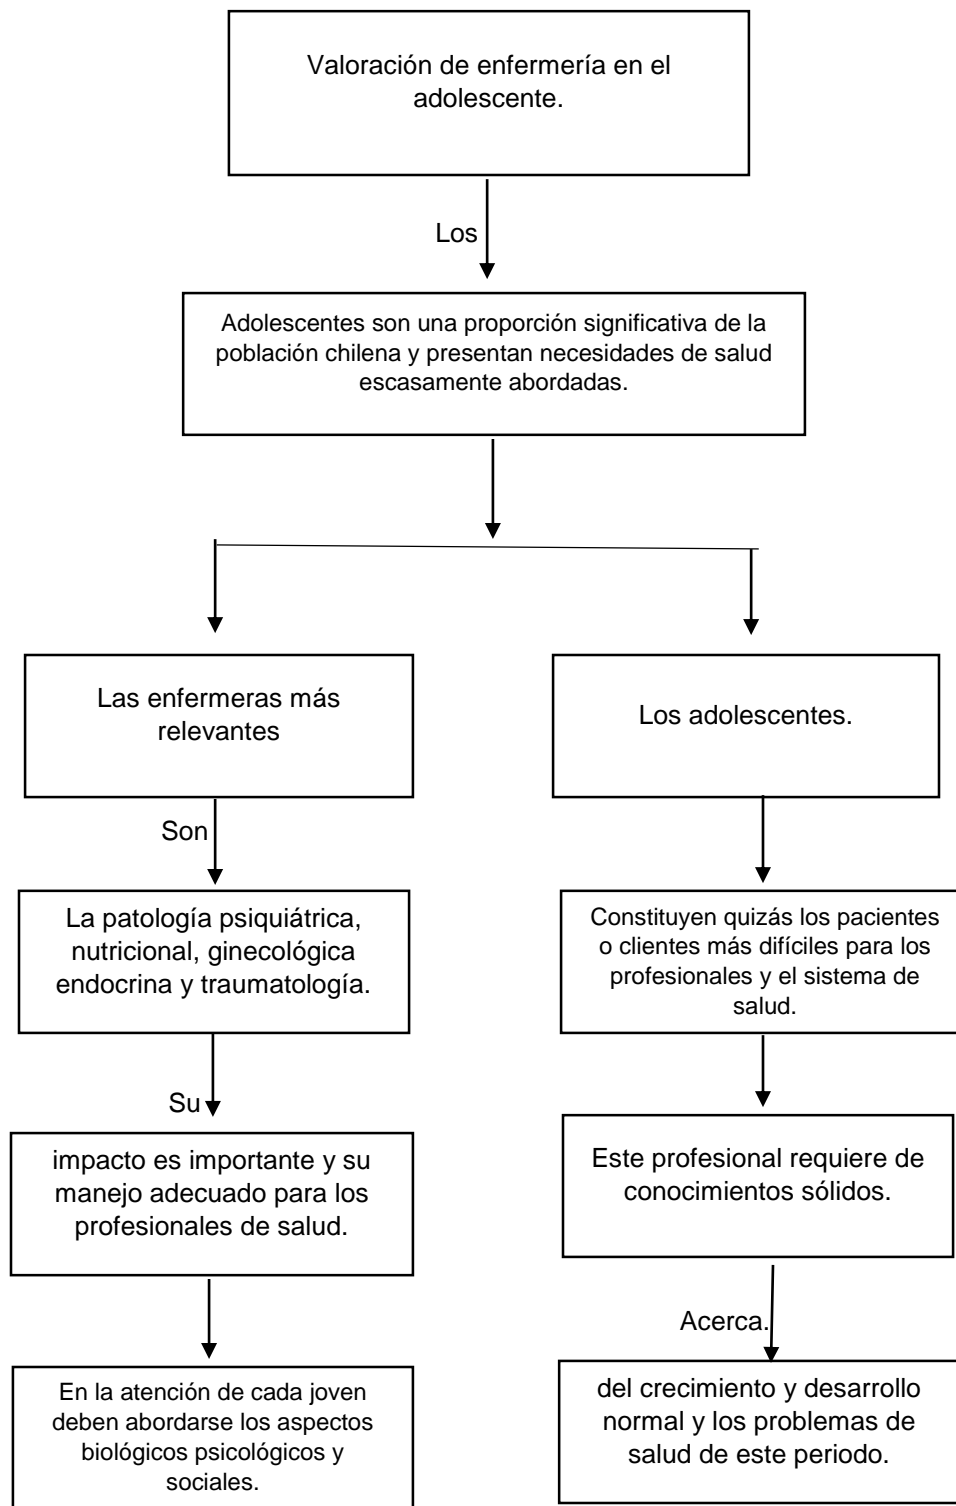 Valoración de enfermería en el
adolescente.
Los
Adolescentes son una proporción significativa de la
población chilena y presentan necesidades de salud
escasamente abordadas.
Las enfermeras más
relevantes
Son
La patología psiquiátrica,
nutricional, ginecológica
endocrina y traumatología.
Su
impacto es importante y su
manejo adecuado para los
profesionales de salud.
En la atención de cada joven
deben abordarse los aspectos
biológicos psicológicos y
sociales.
Los adolescentes.
Constituyen quizás los pacientes
o clientes más difíciles para los
profesionales y el sistema de
salud.
Este profesional requiere de
conocimientos sólidos.
Acerca.
del crecimiento y desarrollo
normal y los problemas de
salud de este periodo.